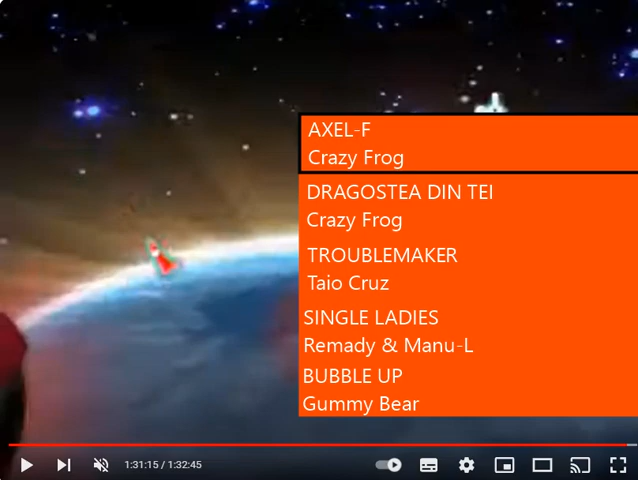 AXEL-F
Crazy Frog
DRAGOSTEA DIN TEI
Crazy Frog
TROUBLEMAKER
Taio Cruz
SINGLE LADIES
Remady & Manu-L
BUBBLE UP
Gummy Bear
1:31:15 / 1:32:45